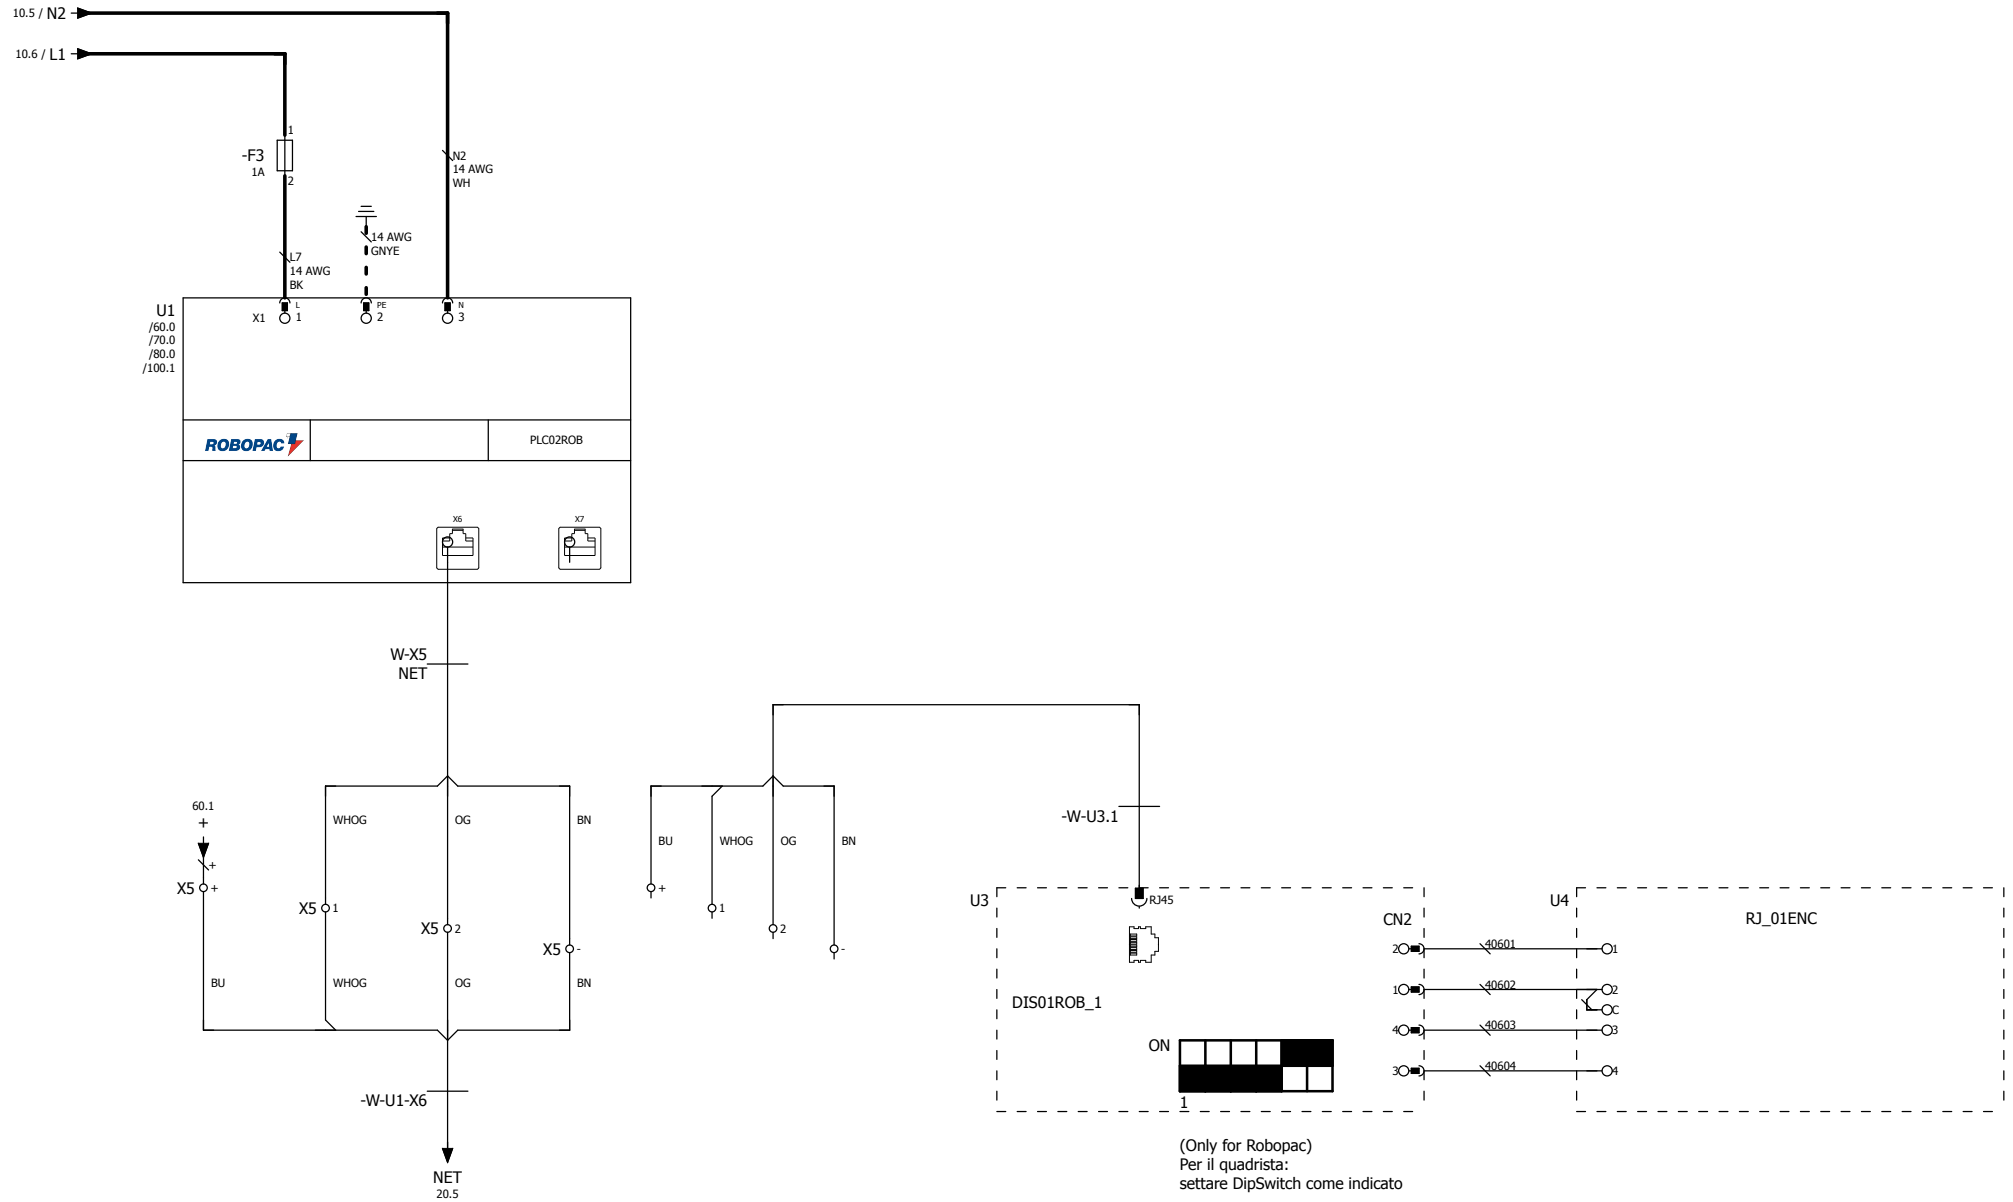 10.5 / N2
10.6 / L1
1
-F3
1A
2
N2
14 AWG
WH
14 AWG
GNYE
L7
14 AWG
BK
U1
/60.0
/70.0
/80.0
/100.1
X1
L
1
PE
2
N
3
ROBOPAC
PLC02ROB
X6
X7
W-X5
NET
60.1
+
+
X5
+
WHOG
OG
BN
X5
1
X5
2
X5
-
BU
WHOG
OG
BN
-W-U1-X6
NET
20.5
BU
WHOG
OG
BN
+
1
2
-
-W-U3.1
U3
RJ45
CN2
DIS01ROB_1
ON
1
2
40601
1
1
40602
2
C
4
40603
3
3
40604
4
U4
RJ_01ENC
(Only for Robopac)
Per il quadrista:
settare DipSwitch come indicato